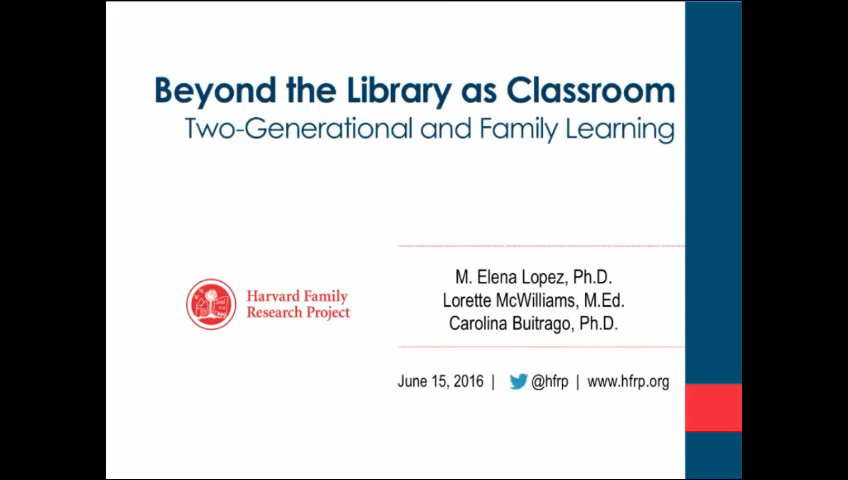 Beyond the Library as Classroom
Two-Generational and Family Learning
Harvard Family
Research Project
M. Elena Lopez, Ph.D.
Lorette McWilliams, M.Ed.
Carolina Buitrago, Ph.D.
June 15, 2016 | @hfrp | www.hfrp.org